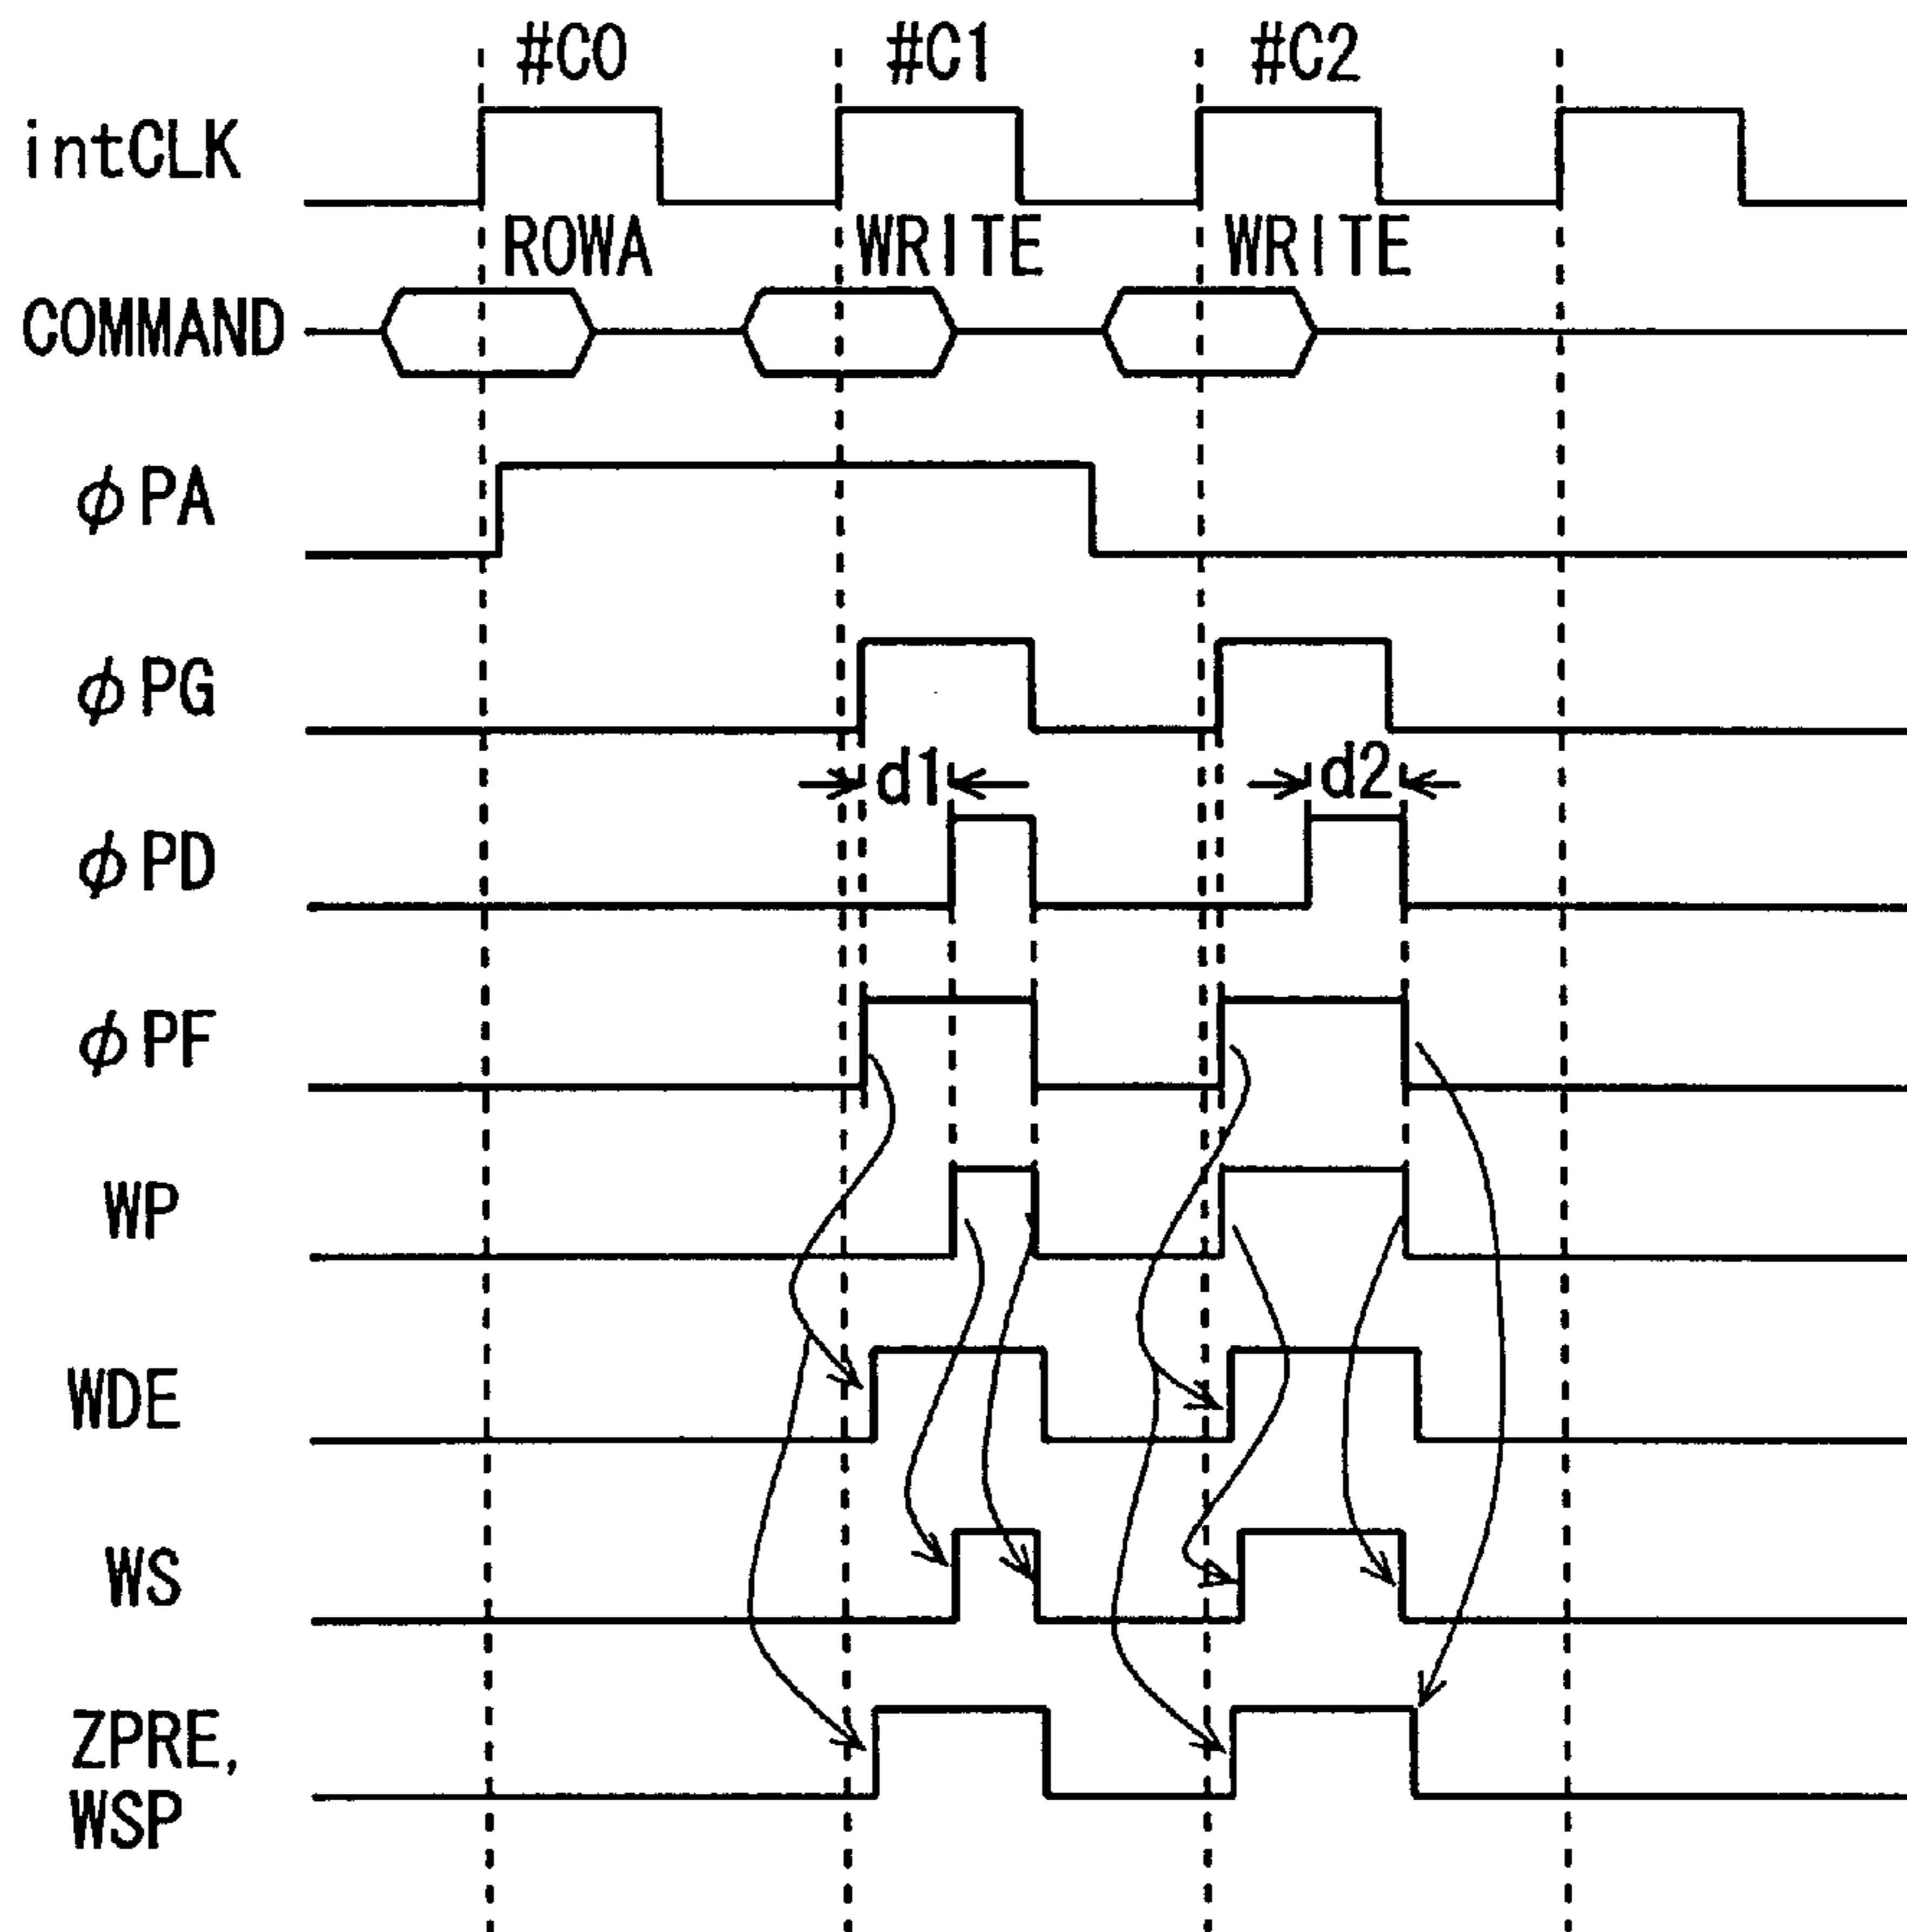 #C0 #C1 #C2
intCLK
ROWA WRITE WRITE
COMMAND
ϕPA
ϕPG
d1 d2
ϕPD
ϕPF
WP
WDE
WS
ZPRE,
WSP